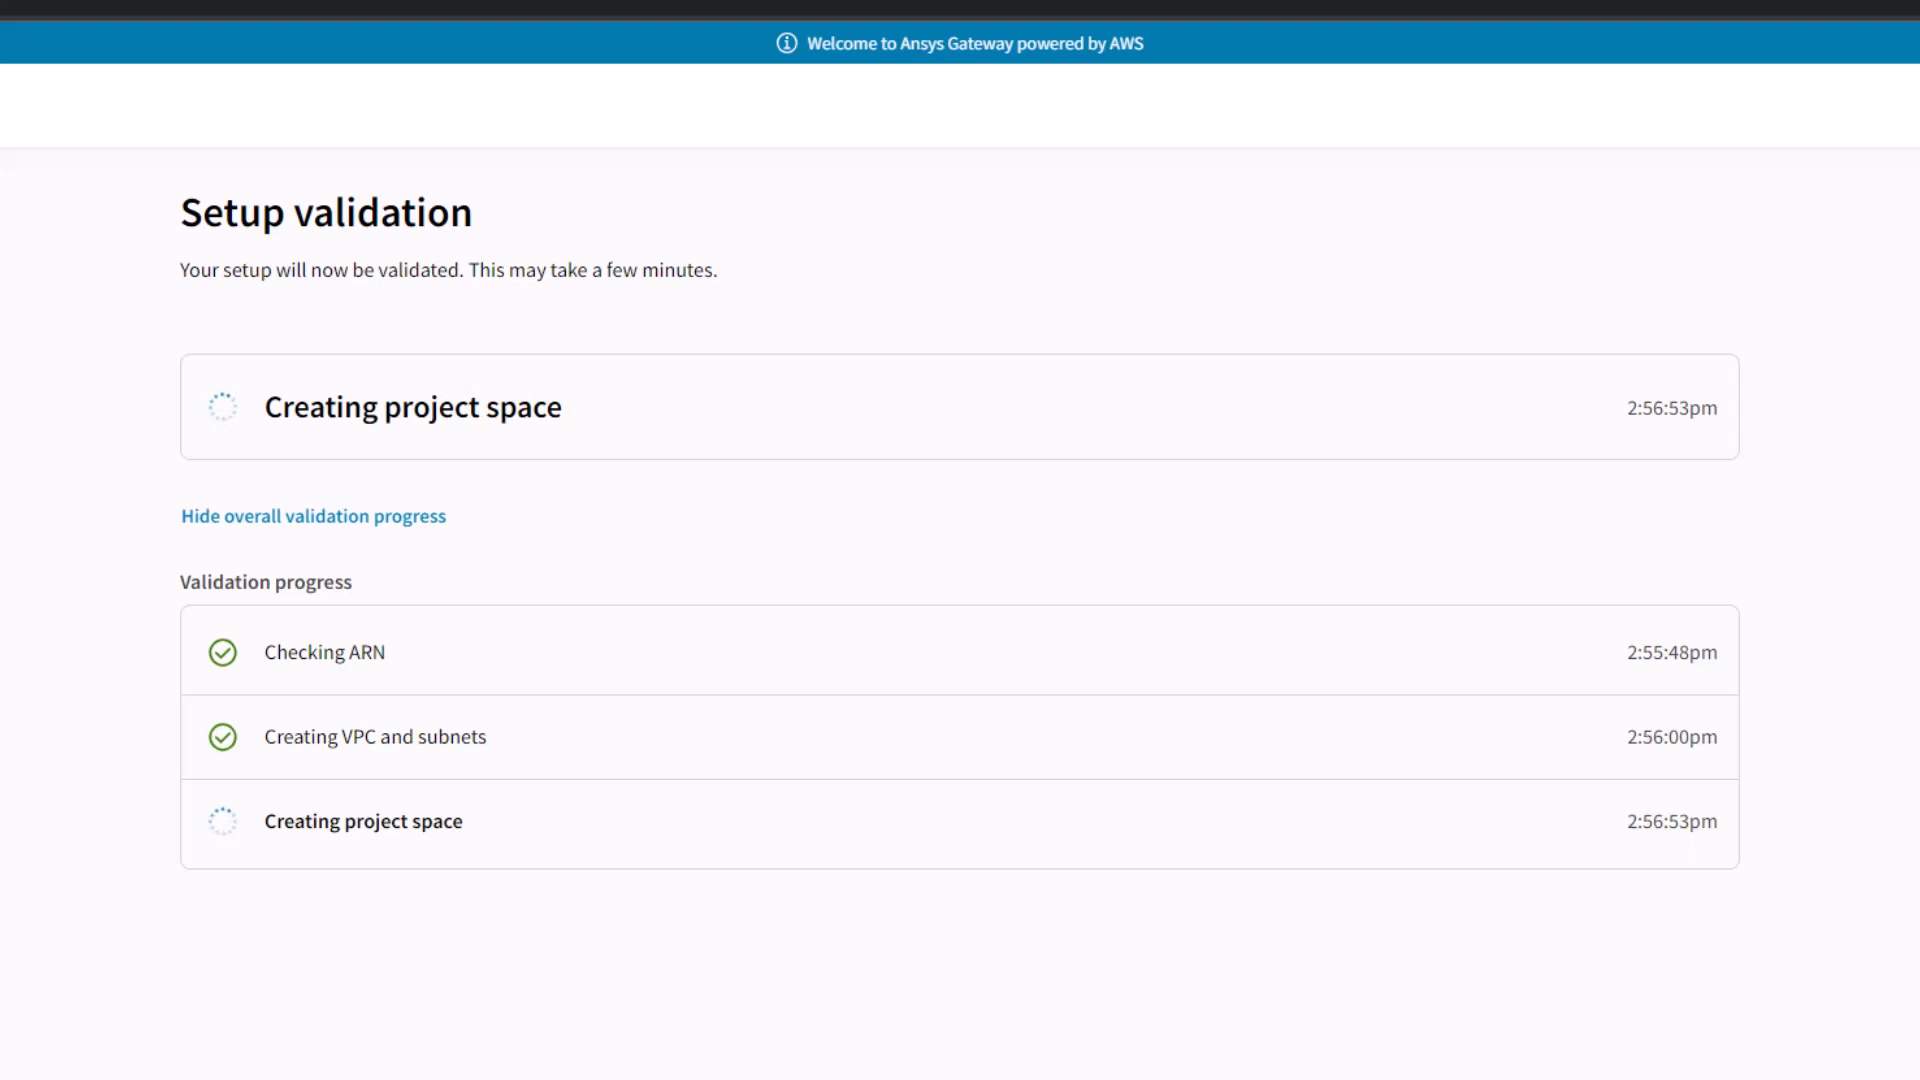 Welcome to Ansys Gateway powered by AWS
Setup validation
Your setup will now be validated. This may take a few minutes.
Creating project space 2:56:53pm
Hide overall validation progress
Validation progress
Checking ARN 2:55:48pm
Creating VPC and subnets 2:56:00pm
Creating project space 2:56:53pm